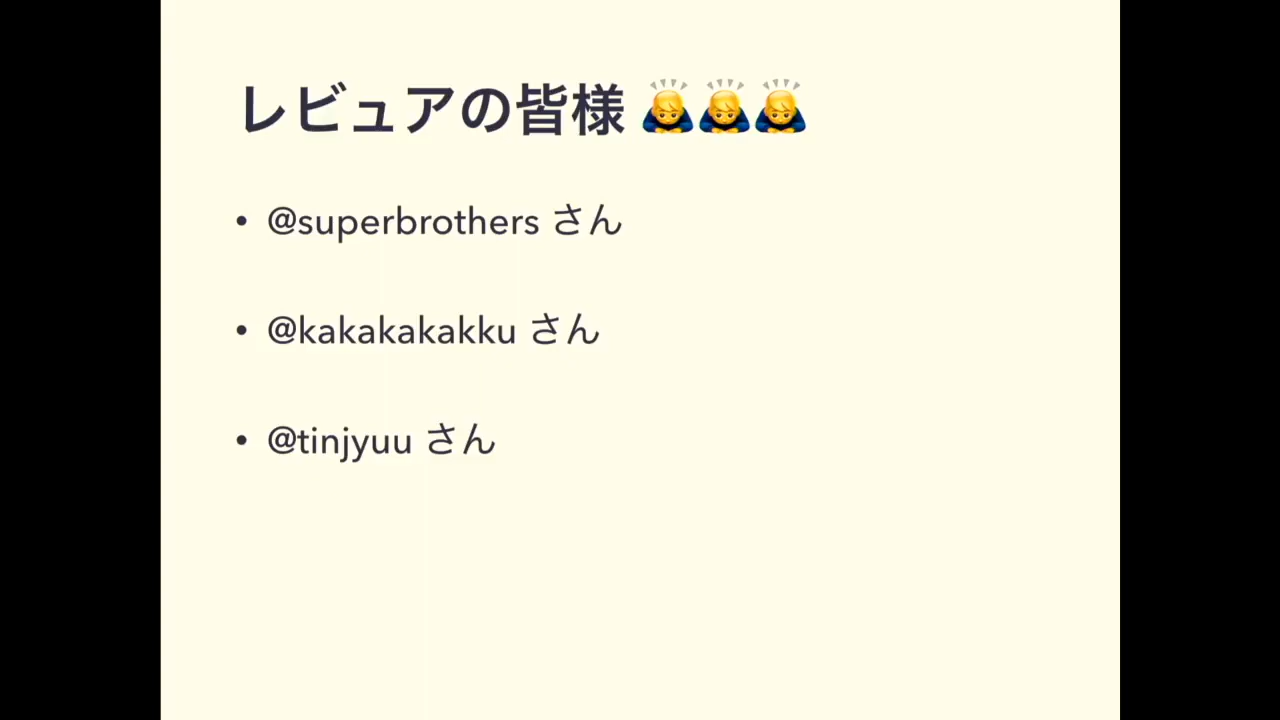 レビュアの皆様 🙇🙇🙇
• @superbrothers さん
• @kakakakakku さん
• @tinjyuu さん